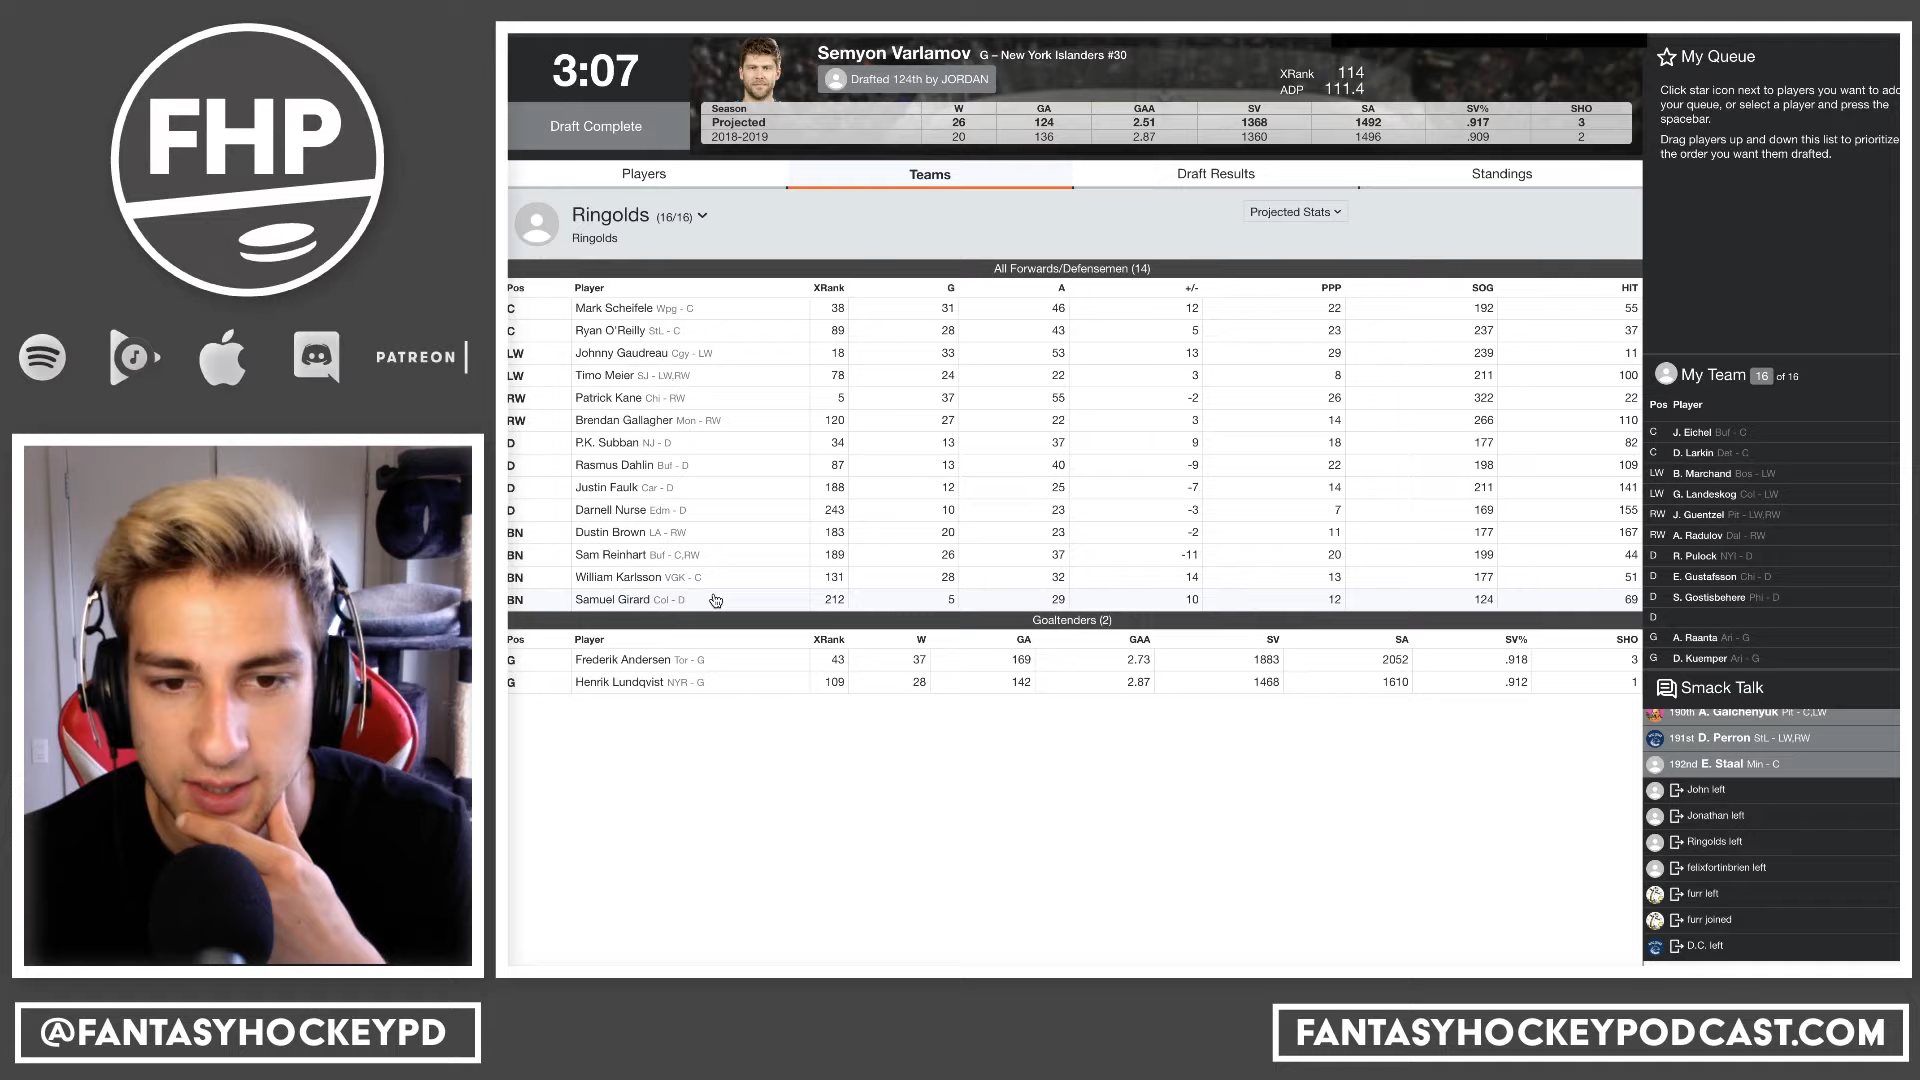 FHP
PATREON
@FANTASYHOCKEYPD
FANTASYHOCKEYPODCAST.COM
3:07
Draft Complete
Semyon Varlamov G – New York Islanders #30
Drafted 124th by JORDAN
XRank 114
ADP 111.4
Season W GA GAA SV SA SV% SHO
Projected 26 124 2.51 1368 1492 .917 3
2018-2019 20 136 2.87 1360 1496 .909 2
Players Teams Draft Results Standings
Ringolds (16/16)
Ringolds
Projected Stats
All Forwards/Defensemen (14)
Pos Player XRank G A +/- PPP SOG HIT
C Mark Scheifele Wpg - C 38 31 46 12 22 192 55
C Ryan O'Reilly StL - C 89 28 43 5 23 237 37
LW Johnny Gaudreau Cgy - LW 18 33 53 13 29 239 11
LW Timo Meier SJ - LW,RW 78 24 22 3 8 211 100
RW Patrick Kane Chi - RW 5 37 55 -2 26 322 22
RW Brendan Gallagher Mon - RW 120 27 22 3 14 266 110
D P.K. Subban NJ - D 34 13 37 9 18 177 82
D Rasmus Dahlin Buf - D 87 13 40 -9 22 198 109
D Justin Faulk Car - D 188 12 25 -7 14 211 141
D Darnell Nurse Edm - D 243 10 23 -3 7 169 155
BN Dustin Brown LA - RW 183 20 23 -2 11 177 167
BN Sam Reinhart Buf - C,RW 189 26 37 -11 20 199 44
BN William Karlsson VGK - C 131 28 32 14 13 177 51
BN Samuel Girard Col - D 212 5 29 10 12 124 69
Goaltenders (2)
Pos Player XRank W GA GAA SV SA SV% SHO
G Frederik Andersen Tor - G 43 37 169 2.73 1883 2052 .918 3
G Henrik Lundqvist NYR - G 109 28 142 2.87 1468 1610 .912 1
My Queue
Click star icon next to players you want to add
your queue, or select a player and press the
spacebar.
Drag players up and down this list to prioritize
the order you want them drafted.
My Team 16 of 16
Pos Player
C J. Eichel Buf - C
C D. Larkin Det - C
LW B. Marchand Bos - LW
LW G. Landeskog Col - LW
RW J. Guentzel Pit - LW,RW
RW A. Radulov Dal - RW
D R. Pulock NYI - D
D E. Gustafsson Chi - D
D S. Gostisbehere Phi - D
D
G A. Raanta Ari - G
G D. Kuemper Ari - G
Smack Talk
190th A. Galchenyuk Pit - C,LW
191st D. Perron StL - LW,RW
192nd E. Staal Min - C
John left
Jonathan left
Ringolds left
felixfortinbrien left
furr left
furr joined
D.C. left